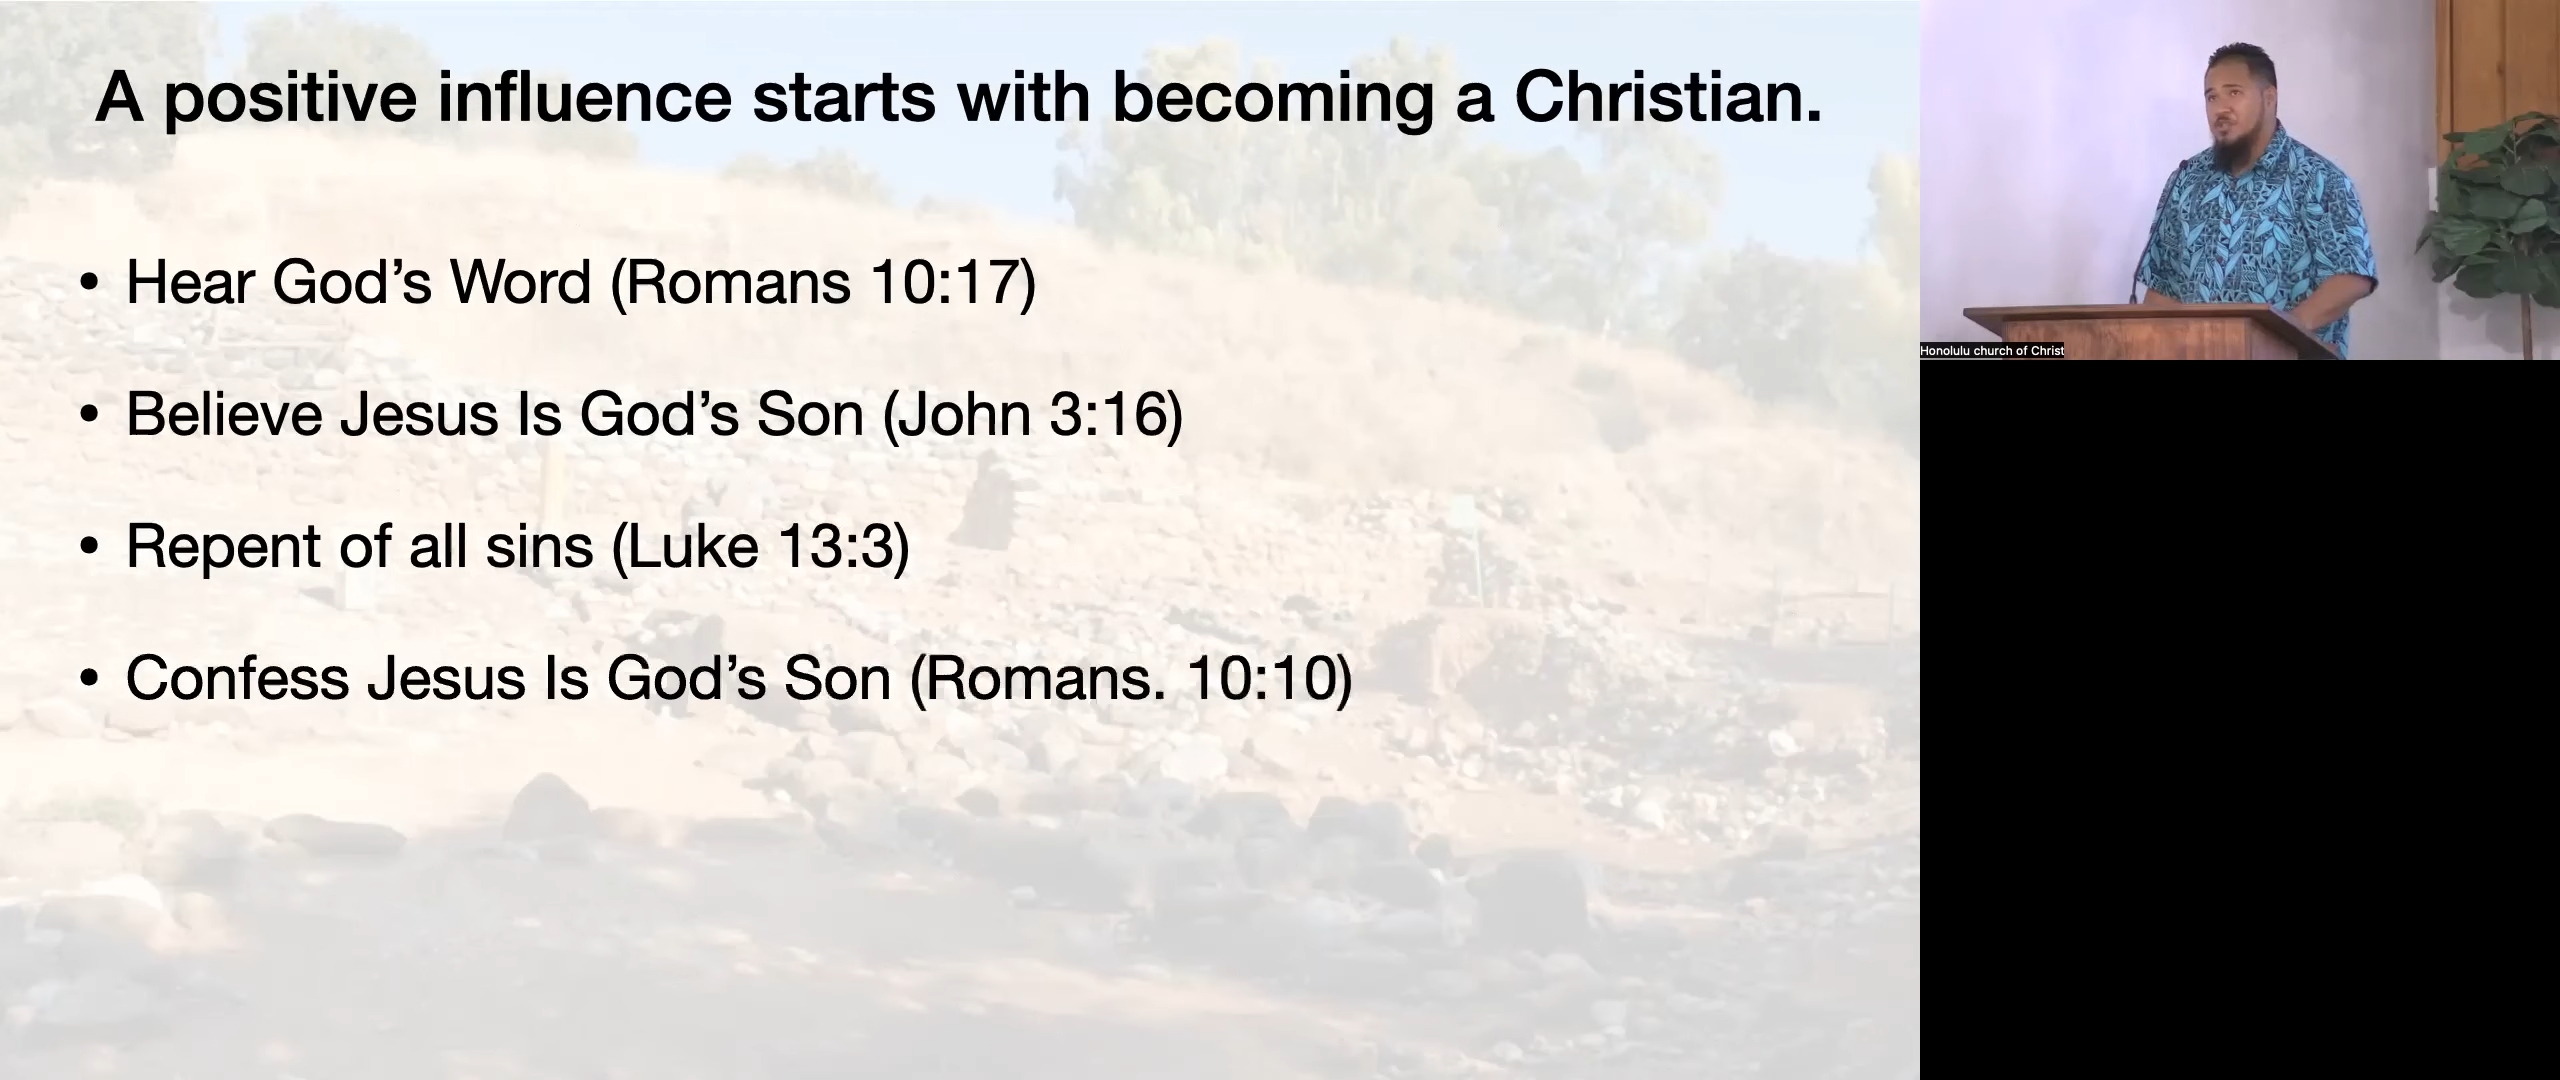 A positive influence starts with becoming a Christian.
• Hear God’s Word (Romans 10:17)
• Believe Jesus Is God’s Son (John 3:16)
• Repent of all sins (Luke 13:3)
• Confess Jesus Is God’s Son (Romans. 10:10)
Honolulu church of Christ